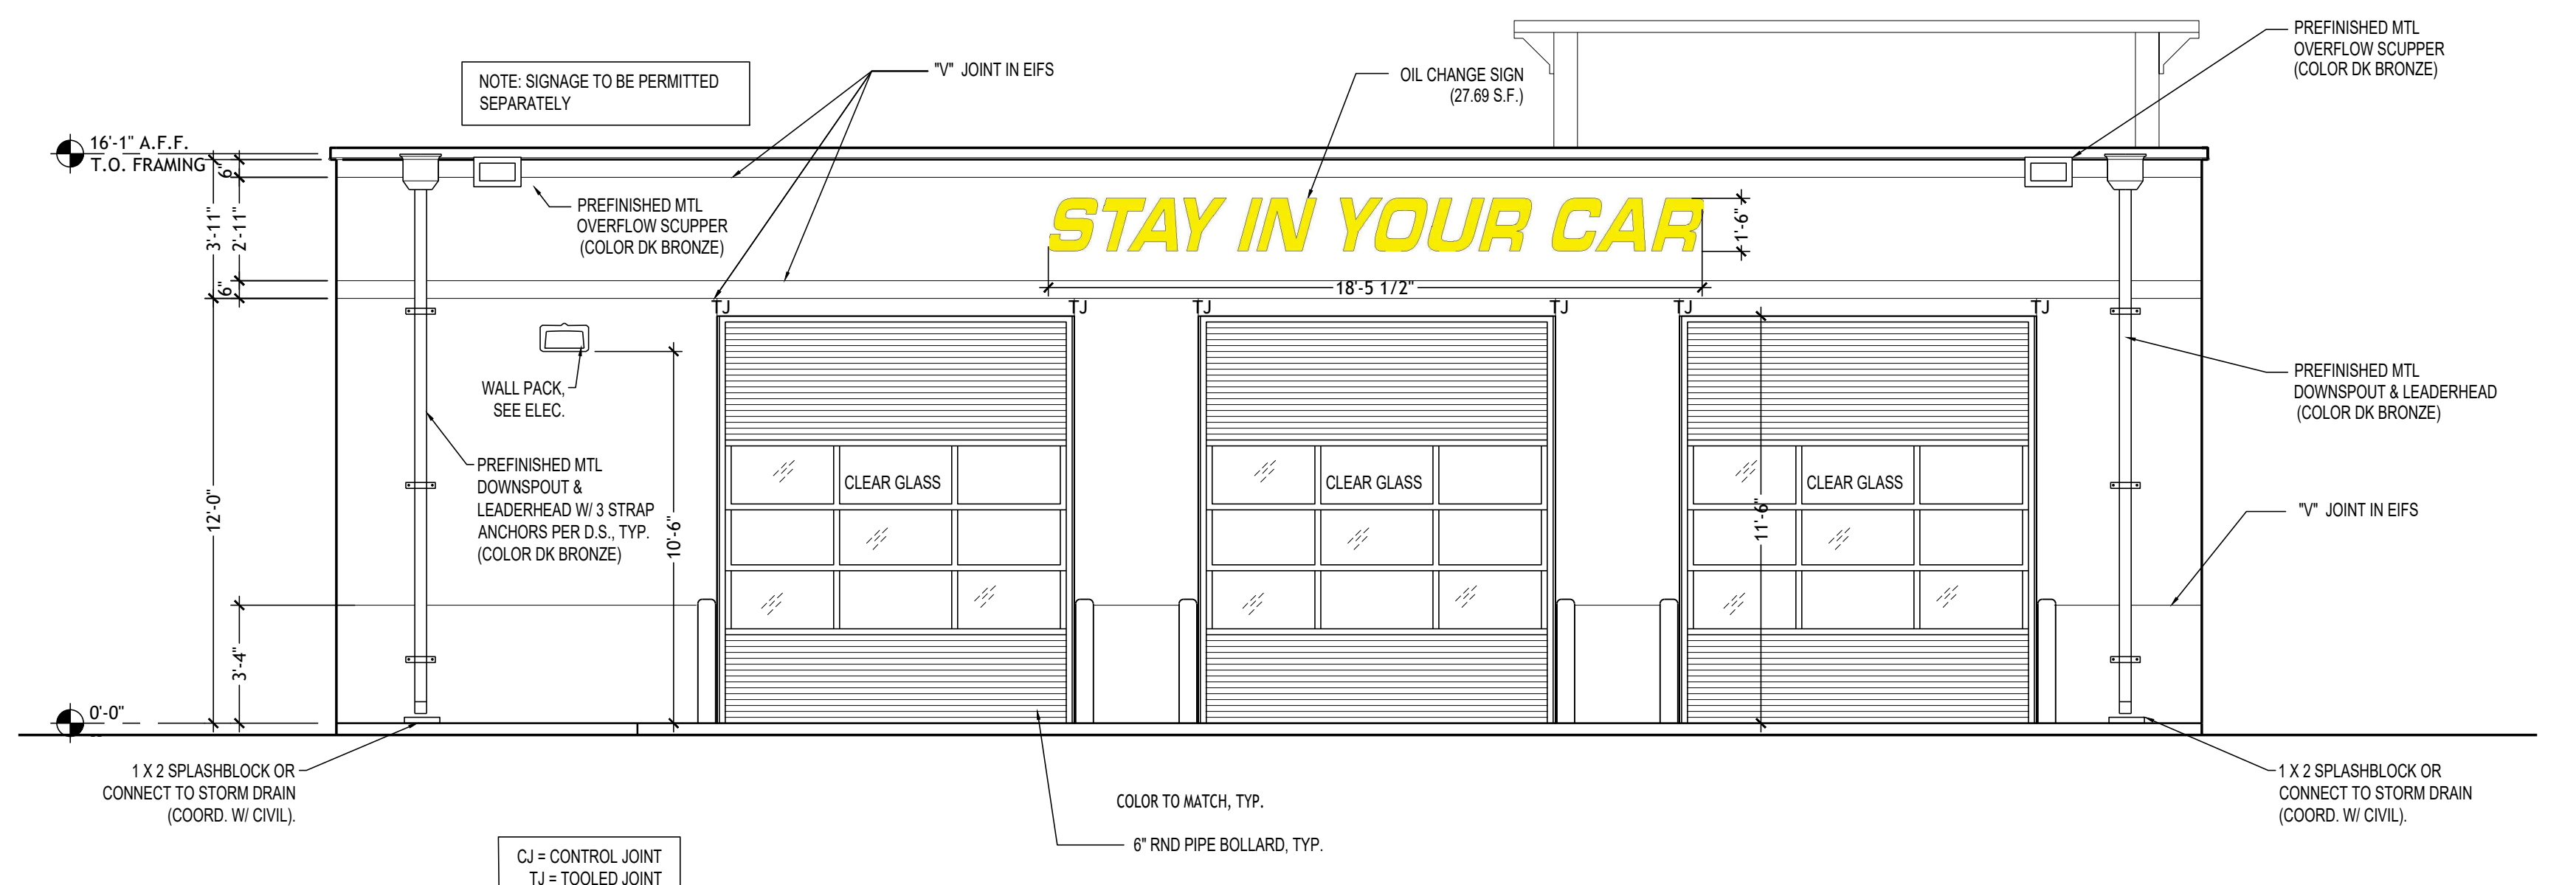 PREFINISHED MTL
OVERFLOW SCUPPER
(COLOR DK BRONZE)
"V" JOINT IN EIFS
OIL CHANGE SIGN
(27.69 S.F.)
NOTE: SIGNAGE TO BE PERMITTED
SEPARATELY
16'-1" A.F.F.
T.O. FRAMING
6"
3'-11"
2'-11"
6"
PREFINISHED MTL
OVERFLOW SCUPPER
(COLOR DK BRONZE)
STAY IN YOUR CAR
1'-6"
18'-5 1/2"
TJ
TJ
TJ
TJ
TJ
TJ
WALL PACK,
SEE ELEC.
PREFINISHED MTL
DOWNSPOUT & LEADERHEAD
(COLOR DK BRONZE)
PREFINISHED MTL
DOWNSPOUT &
LEADERHEAD W/ 3 STRAP
ANCHORS PER D.S., TYP.
(COLOR DK BRONZE)
CLEAR GLASS
CLEAR GLASS
CLEAR GLASS
12'-0"
10'-6"
11'-6"
"V" JOINT IN EIFS
3'-4"
0'-0"
1 X 2 SPLASHBLOCK OR
CONNECT TO STORM DRAIN
(COORD. W/ CIVIL).
COLOR TO MATCH, TYP.
6" RND PIPE BOLLARD, TYP.
1 X 2 SPLASHBLOCK OR
CONNECT TO STORM DRAIN
(COORD. W/ CIVIL).
CJ = CONTROL JOINT
TJ = TOOLED JOINT